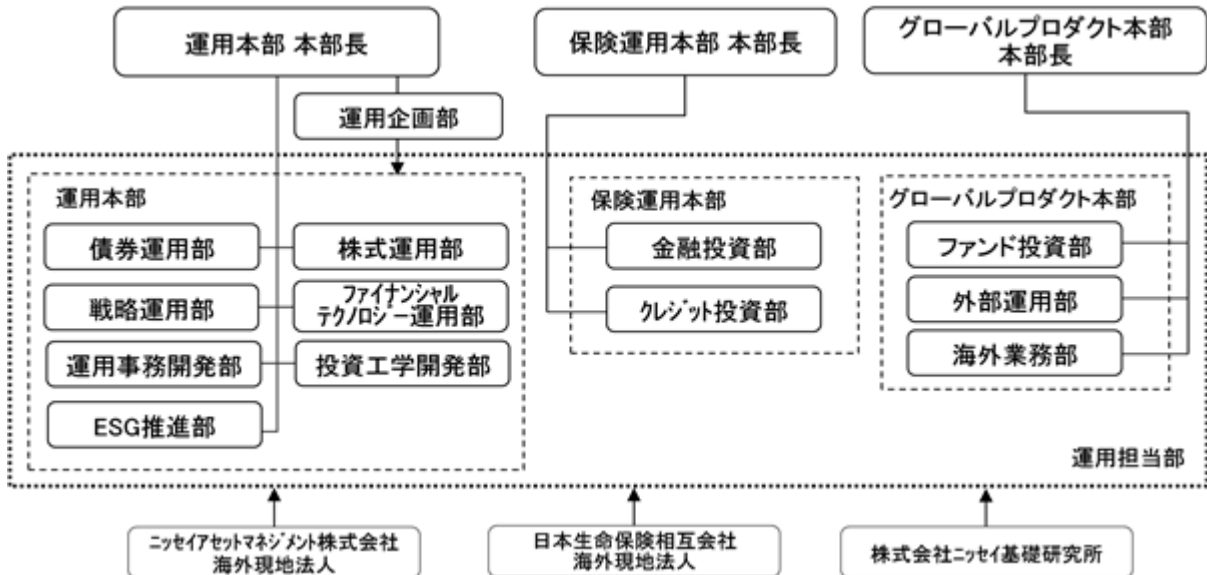 運用本部 本部長
保険運用本部 本部長
グローバルプロダクト本部
本部長
運用企画部
運用本部
債券運用部
株式運用部
戦略運用部
ファイナンシャル
テクノロジー運用部
運用事務開発部
投資工学開発部
ESG推進部
保険運用本部
金融投資部
クレジット投資部
グローバルプロダクト本部
ファンド投資部
外部運用部
海外業務部
運用担当部
ニッセイアセットマネジメント株式会社
海外現地法人
日本生命保険相互会社
海外現地法人
株式会社ニッセイ基礎研究所